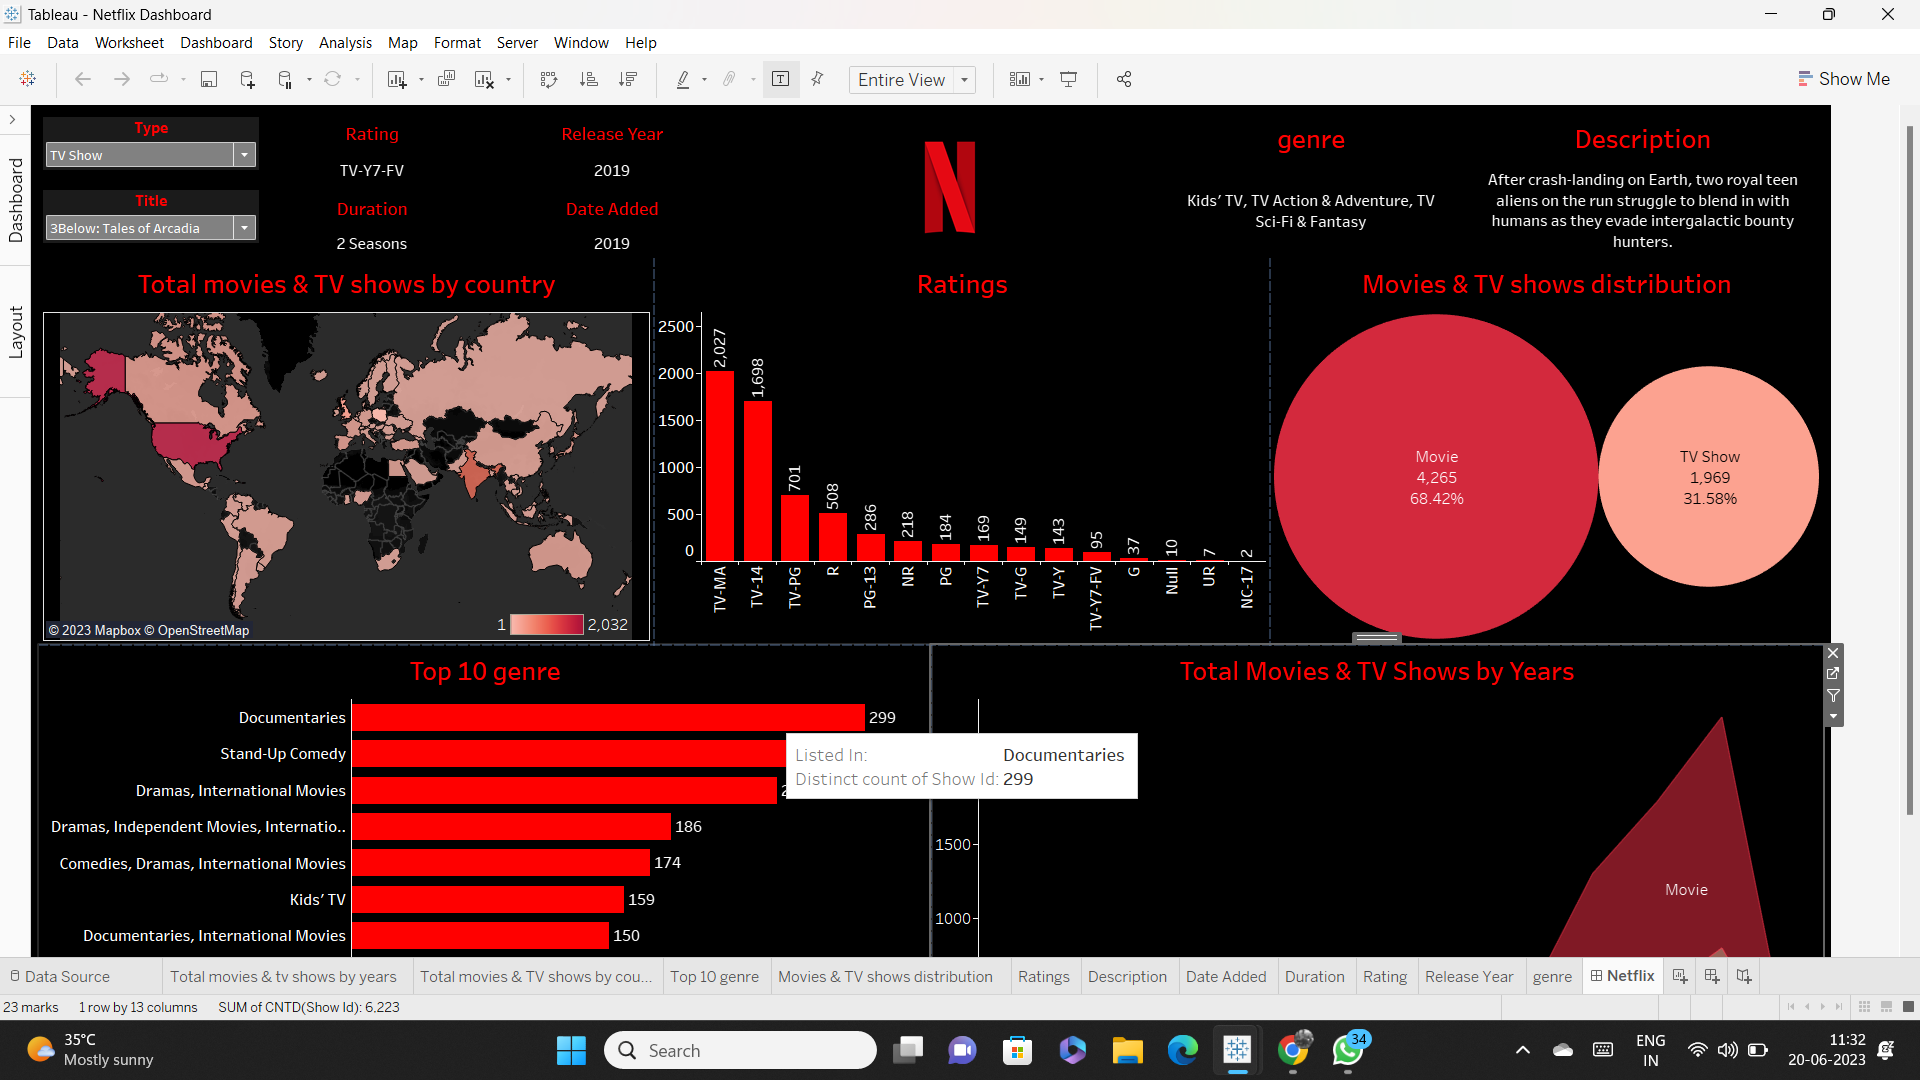 Tableau - Netflix Dashboard
File Data Worksheet Dashboard Story Analysis Map Format Server Window Help
Entire View
Show Me
Dashboard
Layout
Type
TV Show
Title
3Below: Tales of Arcadia
Rating
TV-Y7-FV
Duration
2 Seasons
Release Year
2019
Date Added
2019
genre
Kids’ TV, TV Action & Adventure, TV
Sci-Fi & Fantasy
Description
After crash-landing on Earth, two royal teen
aliens on the run struggle to blend in with
humans as they evade intergalactic bounty
hunters.
Total movies & TV shows by country
© 2023 Mapbox © OpenStreetMap
1 2,032
Ratings
2500
2000
1500
1000
500
0
2,027 1,698 701 508 286 218 184 169 149 143 95 37 10 7 2
TV-MA TV-14 TV-PG R PG-13 NR PG TV-Y7 TV-G TV-Y TV-Y7-FV G Null UR NC-17
Movies & TV shows distribution
Movie
4,265
68.42%
TV Show
1,969
31.58%
Top 10 genre
Documentaries 299
Stand-Up Comedy
Dramas, International Movies
Dramas, Independent Movies, Internatio.. 186
Comedies, Dramas, International Movies 174
Kids’ TV 159
Documentaries, International Movies 150
Listed In: Documentaries
Distinct count of Show Id: 299
Total Movies & TV Shows by Years
1500
1000
Movie
Data Source Total movies & tv shows by years Total movies & TV shows by cou... Top 10 genre Movies & TV shows distribution Ratings Description Date Added Duration Rating Release Year genre Netflix
23 marks 1 row by 13 columns SUM of CNTD(Show Id): 6,223
35°C
Mostly sunny
Search
34
ENG
IN
11:32
20-06-2023